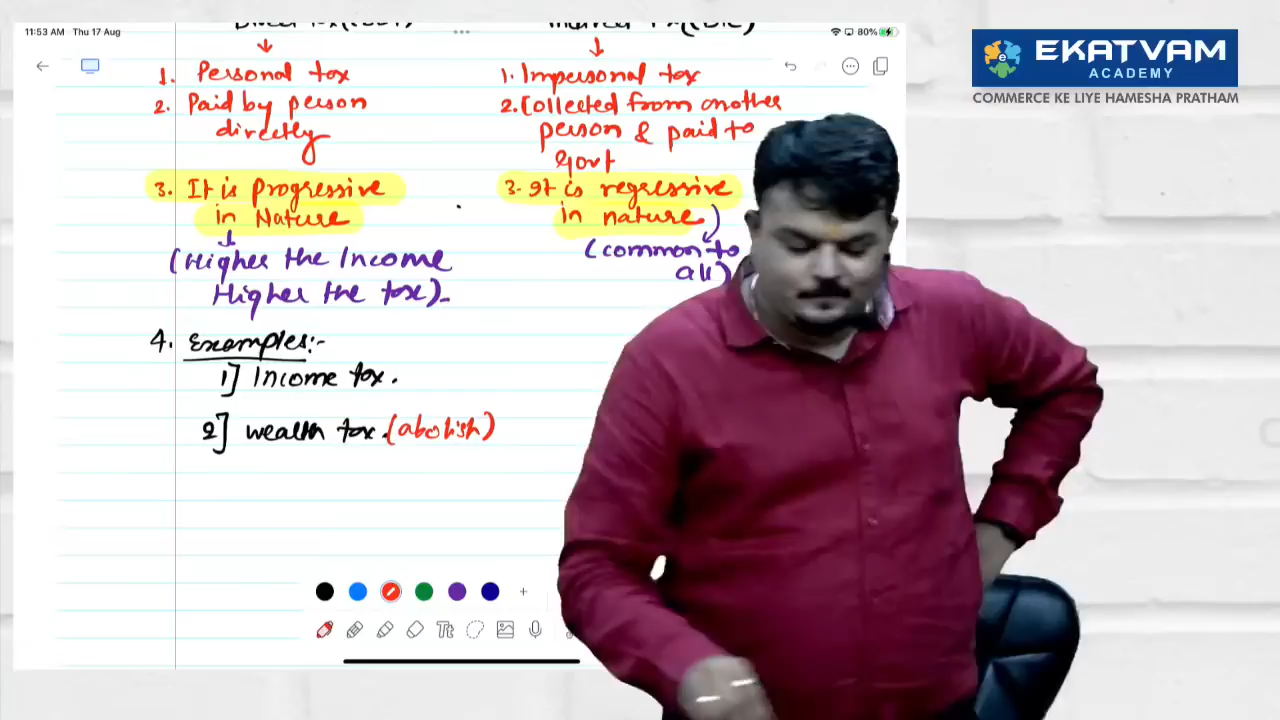 11:53 AM Thu 17 Aug
80%
EKATVAM
ACADEMY
COMMERCE KE LIYE HAMESHA PRATHAM
1. Personal tax
2. Paid by person
directly
3. It is progressive
in Nature
(Higher the Income
Higher the tax).
4. Examples:-
1] Income tax.
2] wealth tax. (abolish)
1. Impersonal tax
2. Collected from another
person & paid to
Govt
3. It is regressive
in nature
(common to
all)
Tt